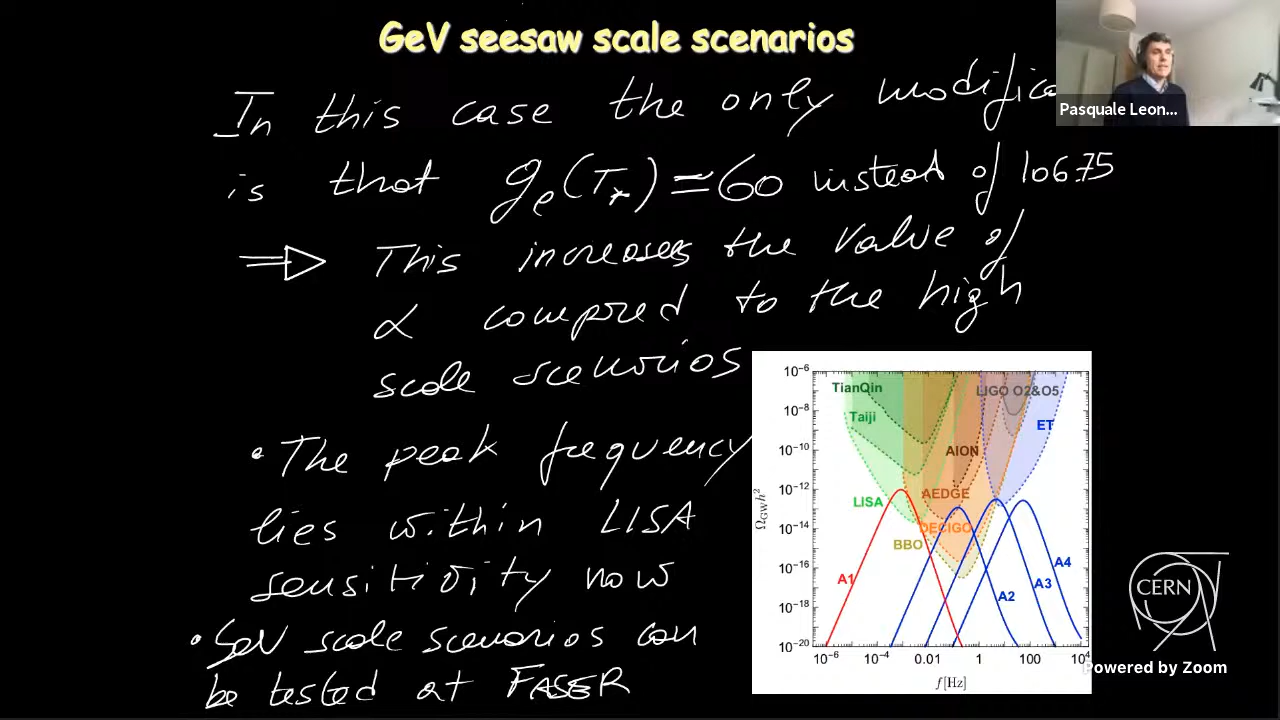 GeV seesaw scale scenarios
In this case the only modifica
is that gρ(T⋆) = 60 instead of 106.75
⇒ This increases the value of
α compared to the high
scale scenarios
• The peak frequency
lies within LISA
sensitivity now
• GeV scale scenarios can
be tested at FASER
Pasquale Leon...
10⁻⁶
10⁻⁸
10⁻¹⁰
10⁻¹²
10⁻¹⁴
10⁻¹⁶
10⁻¹⁸
10⁻²⁰
Ω_GW h²
TianQin
LIGO O2&O5
Taiji
ET
AION
AEDGE
LISA
DECIGO
BBO
A1
A4
A3
A2
10⁻⁶ 10⁻⁴ 0.01 1 100 10⁴
f[Hz]
CERN
Powered by Zoom